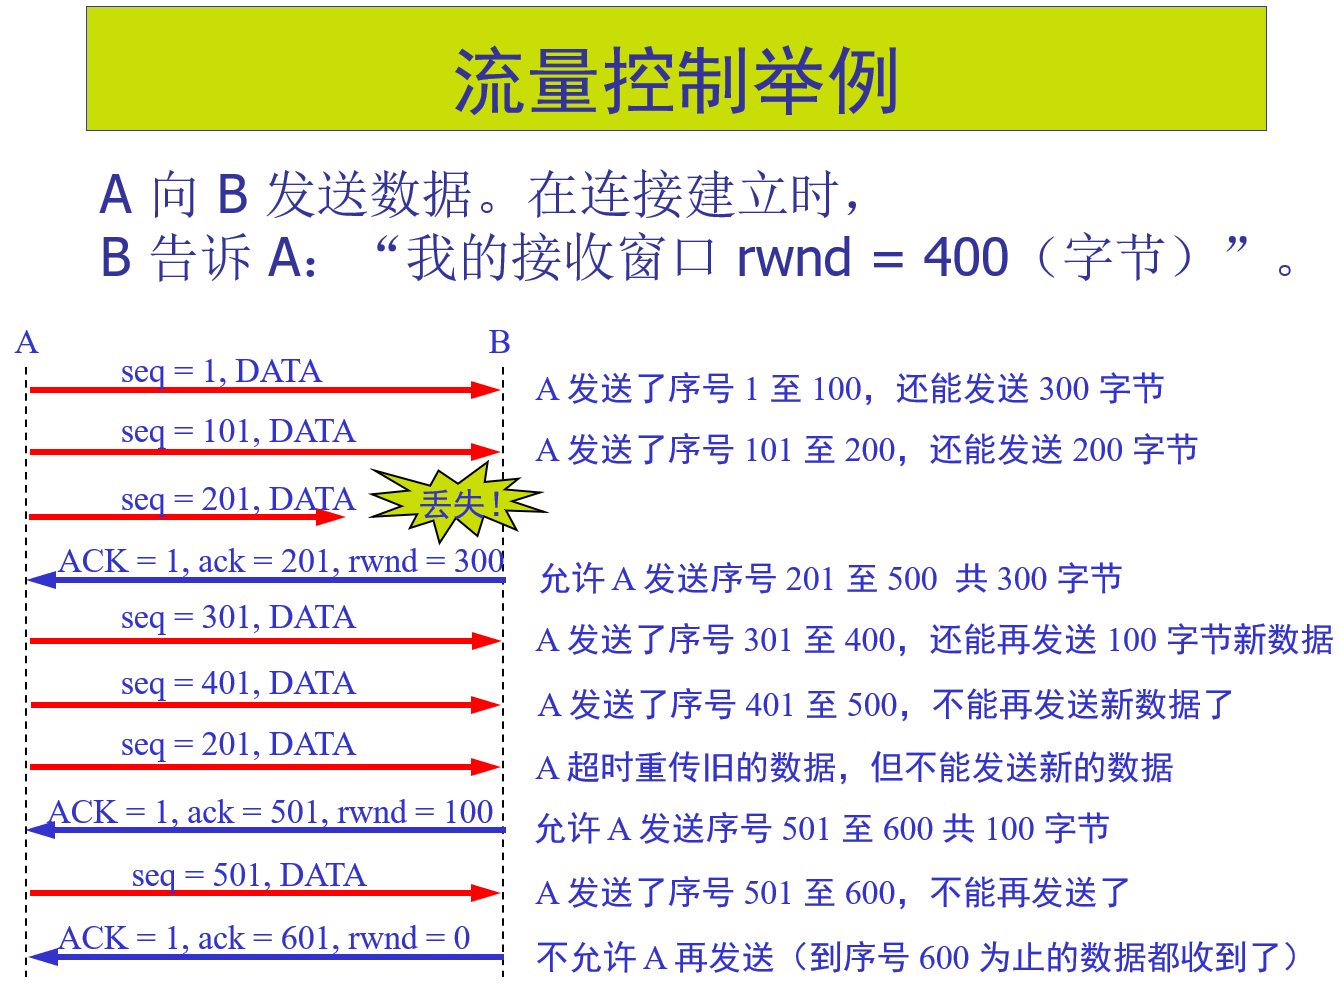 流量控制举例
A 向 B 发送数据。在连接建立时，
B 告诉 A：“我的接收窗口 rwnd = 400（字节）”。
A
B
seq = 1, DATA
A 发送了序号 1 至 100，还能发送 300 字节
seq = 101, DATA
A 发送了序号 101 至 200，还能发送 200 字节
seq = 201, DATA
丢失！
ACK = 1, ack = 201, rwnd = 300
允许 A 发送序号 201 至 500 共 300 字节
seq = 301, DATA
A 发送了序号 301 至 400，还能再发送 100 字节新数据
seq = 401, DATA
A 发送了序号 401 至 500，不能再发送新数据了
seq = 201, DATA
A 超时重传旧的数据，但不能发送新的数据
ACK = 1, ack = 501, rwnd = 100
允许 A 发送序号 501 至 600 共 100 字节
seq = 501, DATA
A 发送了序号 501 至 600，不能再发送了
ACK = 1, ack = 601, rwnd = 0
不允许 A 再发送（到序号 600 为止的数据都收到了）